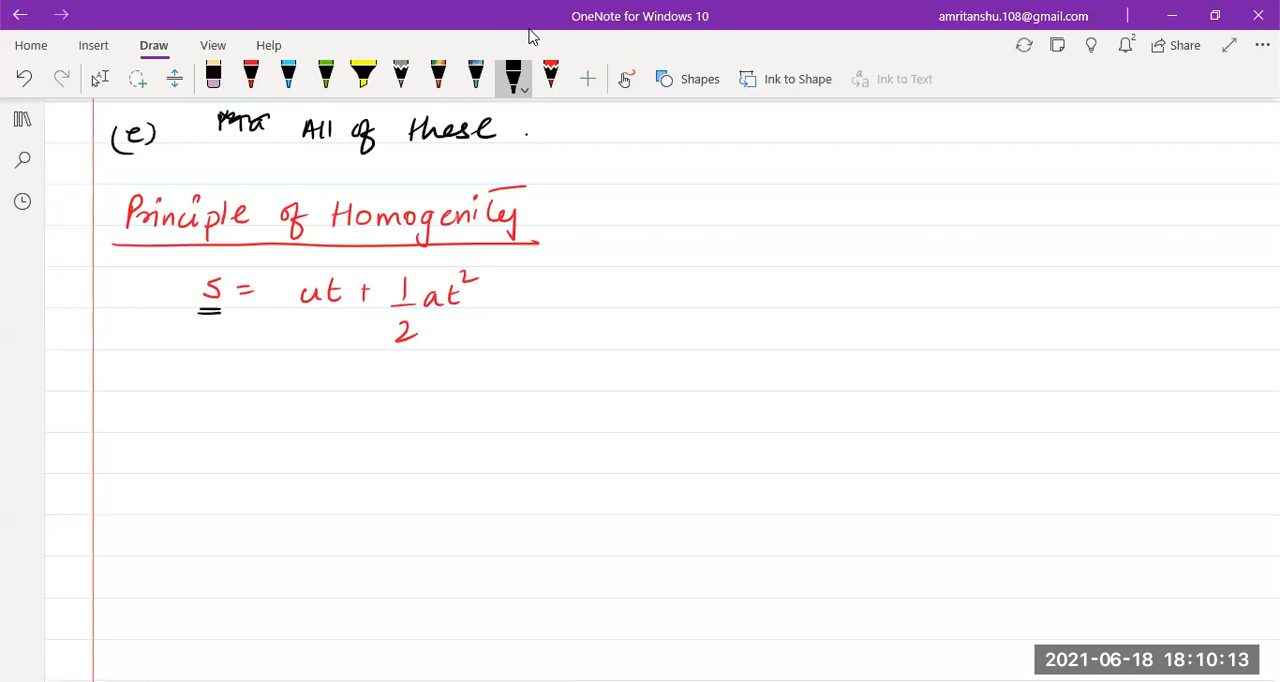 OneNote for Windows 10
amritanshu.108@gmail.com
Home Insert Draw View Help
Share
Shapes Ink to Shape Ink to Text
(e) All of these .
Principle of Homogenity
S = ut + 1/2 at²
2021-06-18 18:10:13